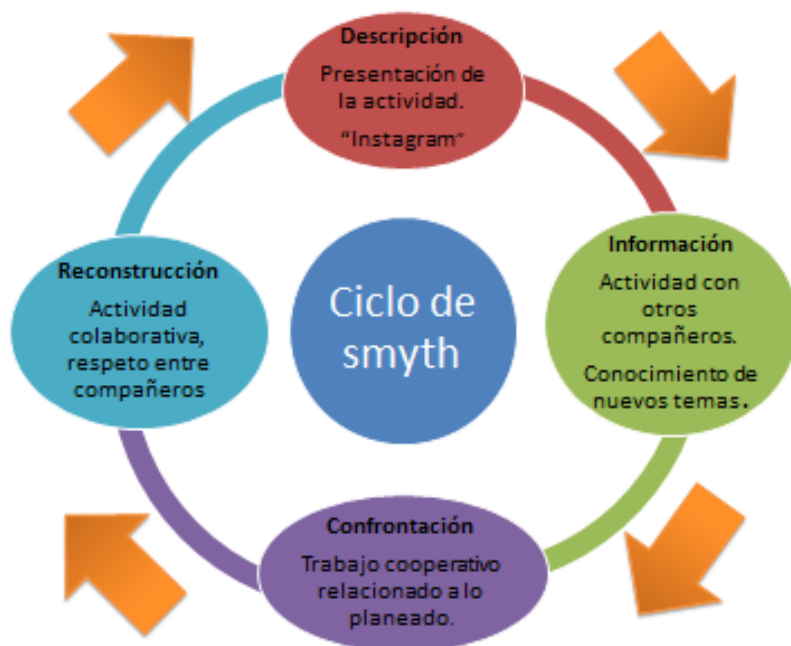 Descripción
Presentación de
la actividad.
“Instagram”
Información
Actividad con
otros
compañeros.
Conocimiento de
nuevos temas.
Ciclo de
smyth
Reconstrucción
Actividad
colaborativa,
respeto entre
compañeros
Confrontación
Trabajo cooperativo
relacionado a lo
planeado.